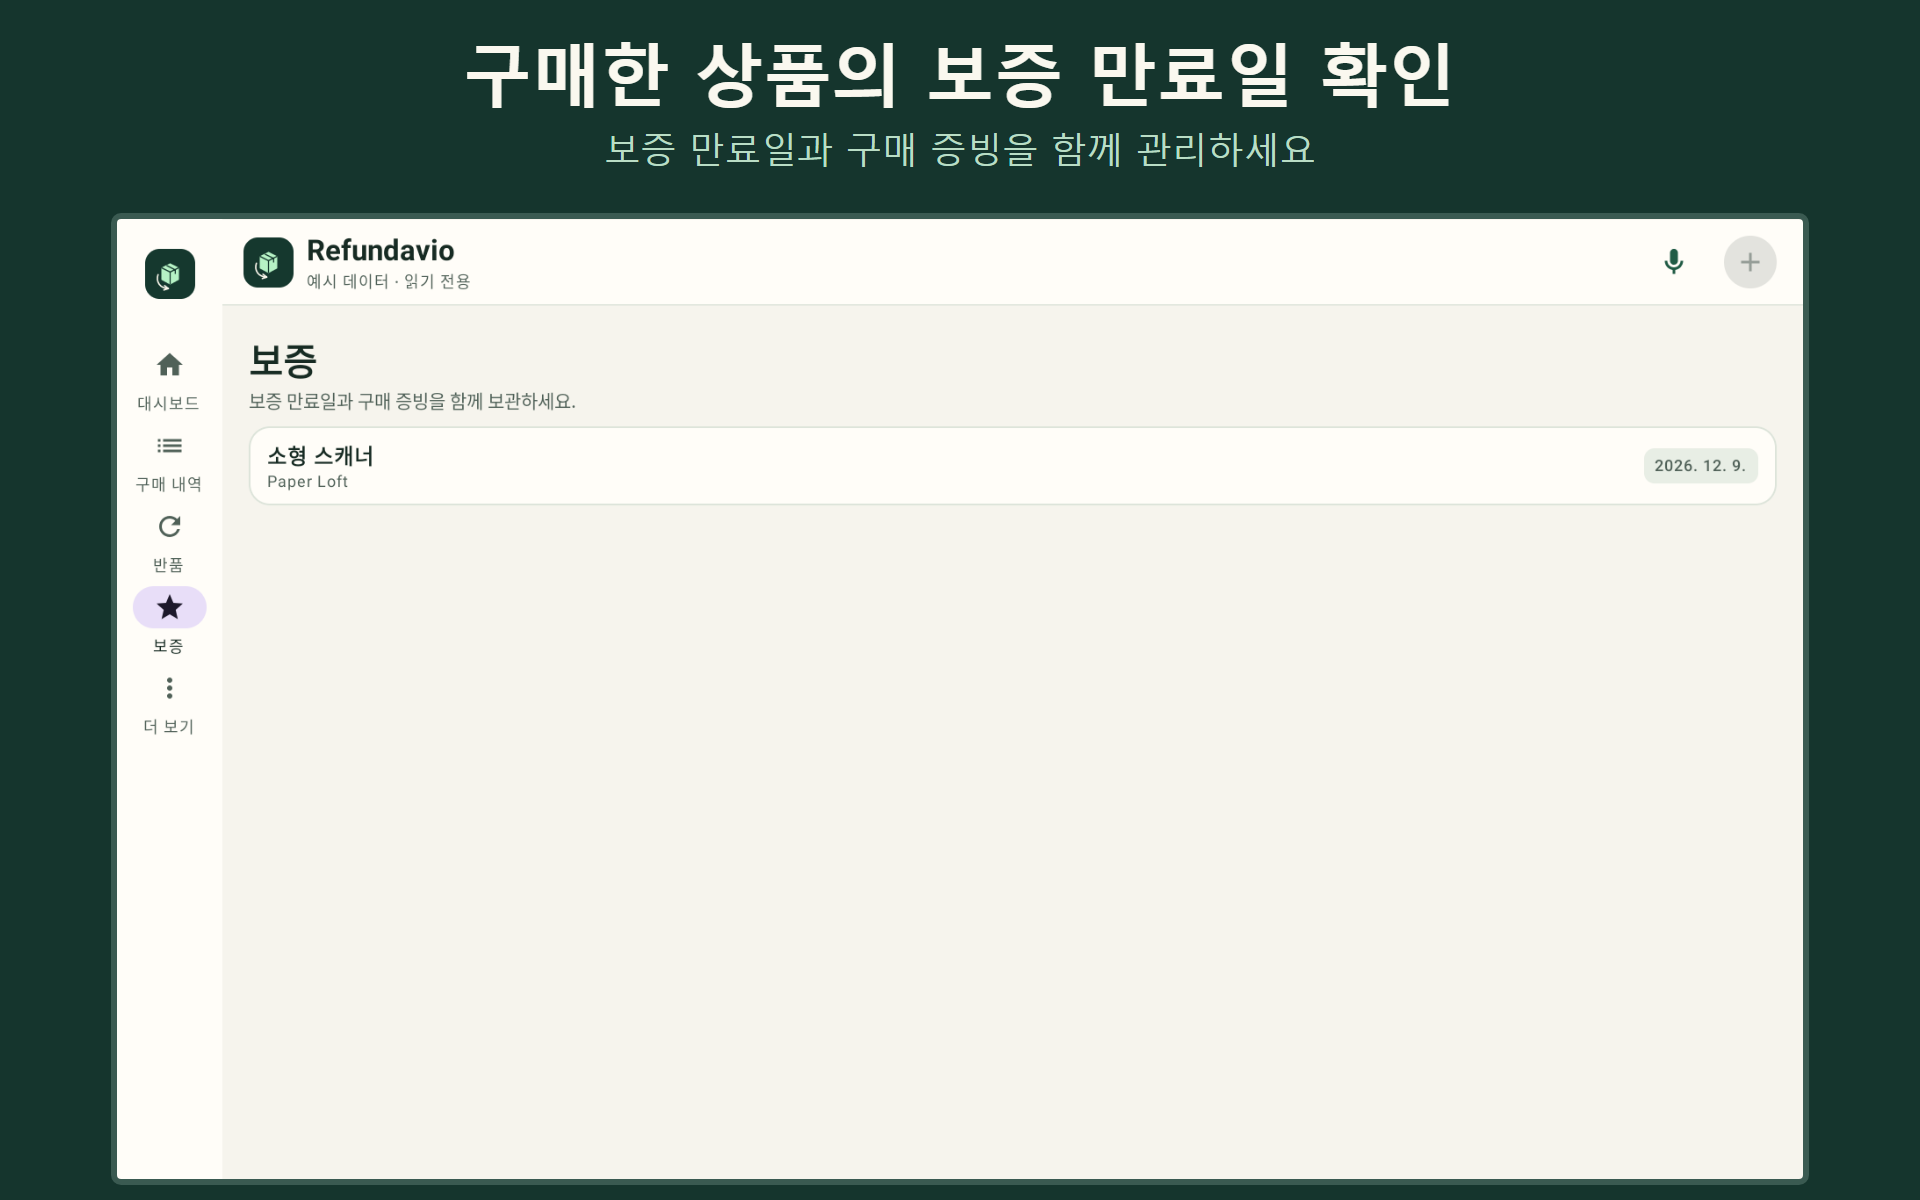 구매한 상품의 보증 만료일 확인
보증 만료일과 구매 증빙을 함께 관리하세요
Refundavio
예시 데이터 · 읽기 전용
대시보드
구매 내역
반품
보증
더 보기
보증
보증 만료일과 구매 증빙을 함께 보관하세요.
소형 스캐너
Paper Loft
2026. 12. 9.